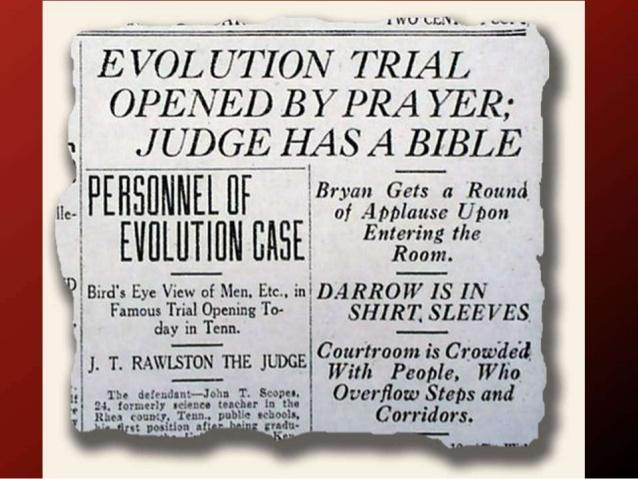 TWO CEN
EVOLUTION TRIAL
OPENED BY PRAYER;
JUDGE HAS A BIBLE
PERSONNEL OF
EVOLUTION CASE
Bird's Eye View of Men, Etc., in
Famous Trial Opening To-
day in Tenn.
J. T. RAWLSTON THE JUDGE
The defendant—John T. Scopes,
24, formerly science teacher in the
Rhea county, Tenn., public schools,
his first position after being gradu-
Bryan Gets a Round
of Applause Upon
Entering the
Room.
DARROW IS IN
SHIRT SLEEVES
Courtroom is Crowded
With People, Who
Overflow Steps and
Corridors.
lle-